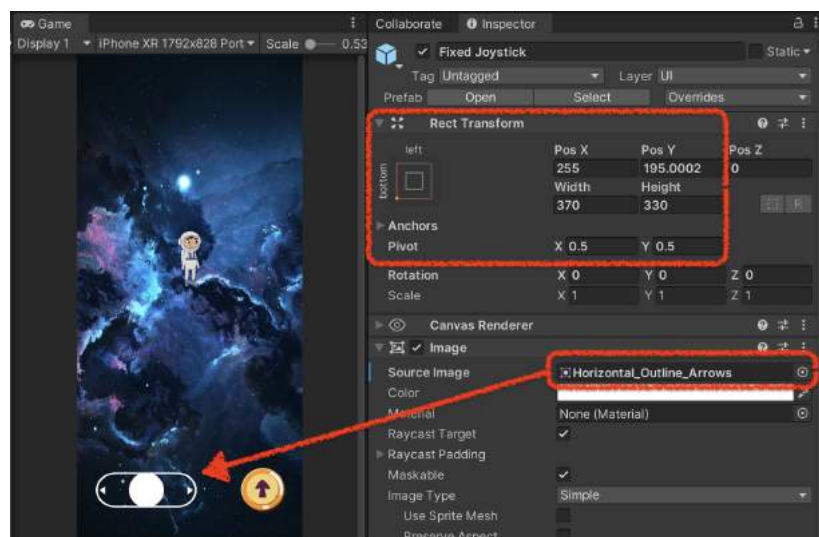 Game
Display 1 iPhone XR 1792x828 Port Scale 0.53
Collaborate Inspector
Fixed Joystick Static
Tag Untagged Layer UI
Prefab Open Select Overrides
Rect Transform
left
bottom
Pos X Pos Y Pos Z
255 195.0002 0
Width Height
370 330
R
Anchors
Pivot X 0.5 Y 0.5
Rotation X 0 Y 0 Z 0
Scale X 1 Y 1 Z 1
Canvas Renderer
Image
Source Image Horizontal_Outline_Arrows
Color
Material None (Material)
Raycast Target
Raycast Padding
Maskable
Image Type Simple
Use Sprite Mesh
Preserve Aspect